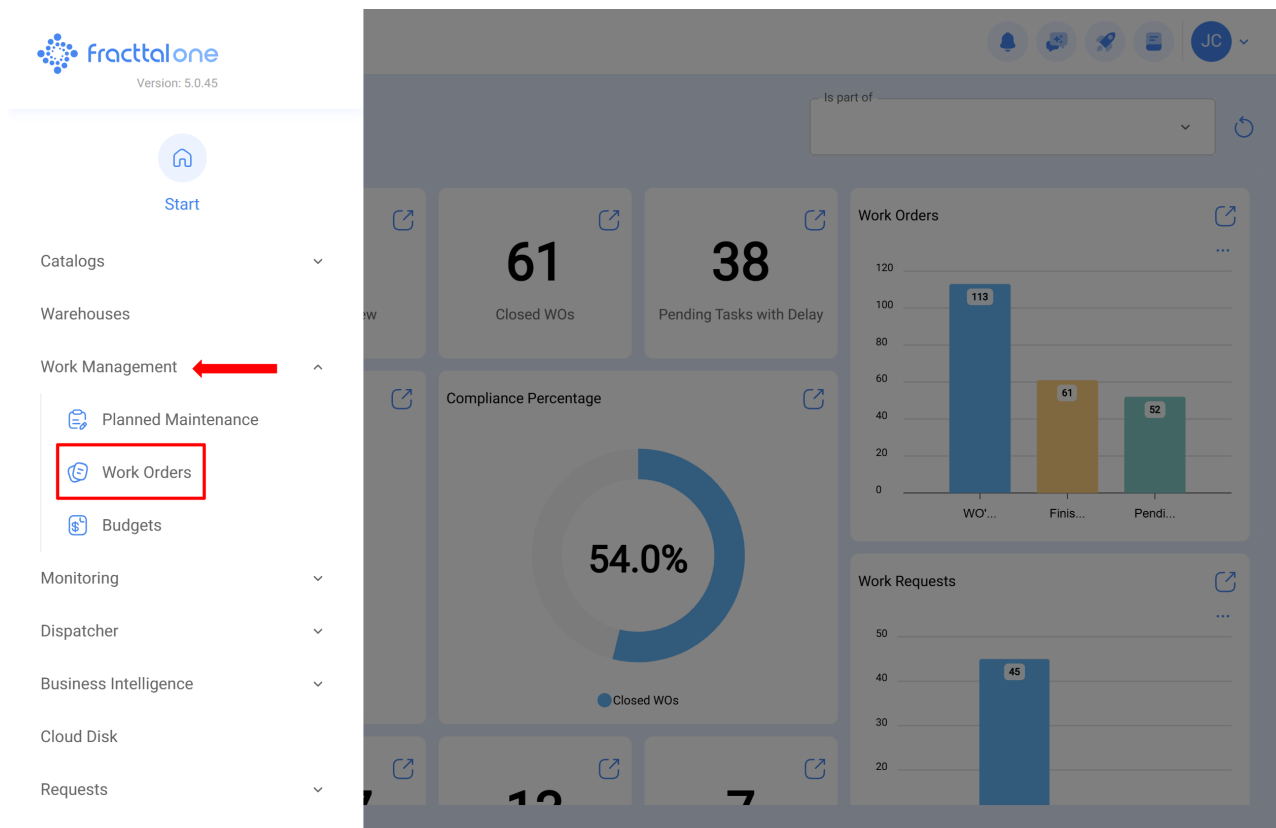 fracttal one
Version: 5.0.45
Start
Catalogs
Warehouses
Work Management
Planned Maintenance
Work Orders
Budgets
Monitoring
Dispatcher
Business Intelligence
Cloud Disk
Requests
JC
Is part of
61
Closed WOs
38
Pending Tasks with Delay
Compliance Percentage
54.0%
Closed WOs
Work Orders
...
120
100
80
60
40
20
0
113
61
52
WO'...
Finis...
Pendi...
Work Requests
...
50
40
30
20
45